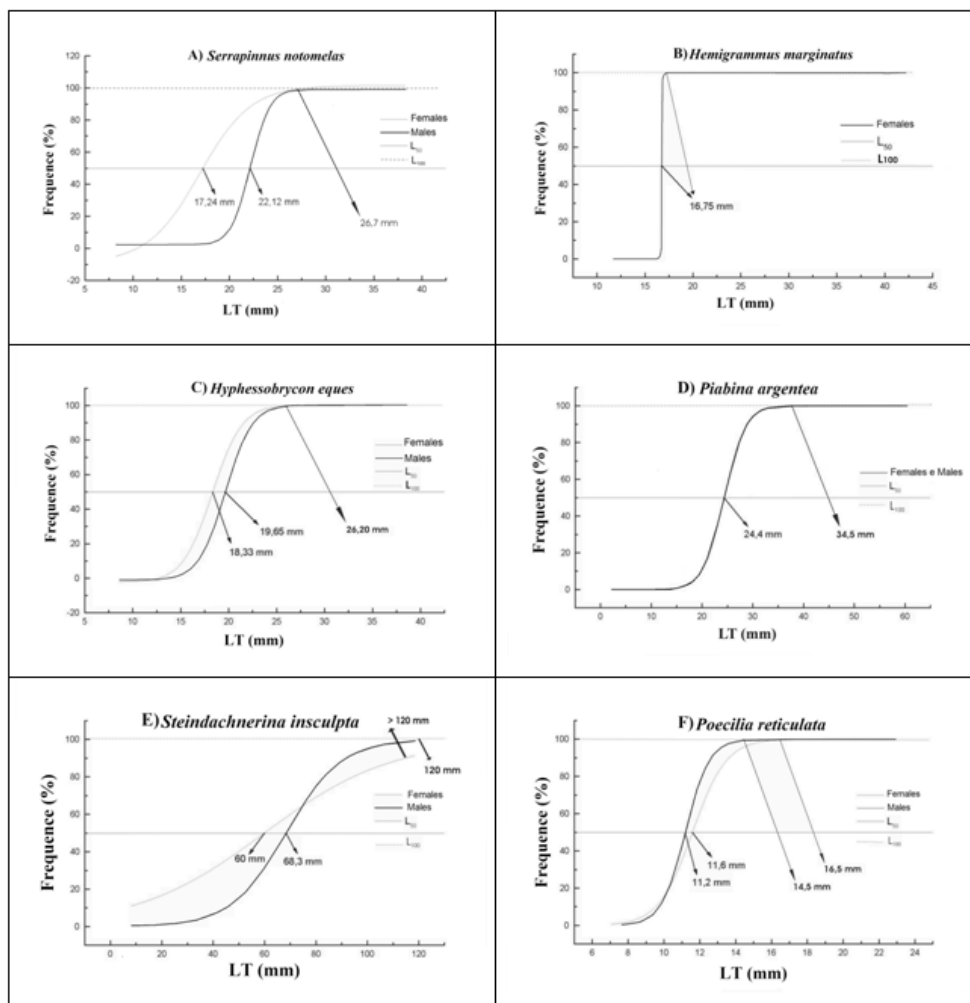 A) Serrapinnus notomelas
Frequence (%)
120
100
80
60
40
20
0
-20
Females
Males
L50
L100
17,24 mm
22,12 mm
26,7 mm
5 10 15 20 25 30 35 40
LT (mm)
B) Hemigrammus marginatus
Frequence (%)
100
80
60
40
20
0
Females
L50
L100
16,75 mm
10 15 20 25 30 35 40 45
LT (mm)
C) Hyphessobrycon eques
Frequence (%)
100
80
60
40
20
0
-20
Females
Males
L50
L100
19,65 mm
18,33 mm
26,20 mm
5 10 15 20 25 30 35 40
LT (mm)
D) Piabina argentea
Frequence (%)
100
80
60
40
20
0
Females e Males
L50
L100
24,4 mm
34,5 mm
0 10 20 30 40 50 60
LT (mm)
E) Steindachnerina insculpta
> 120 mm
120 mm
Frequence (%)
100
80
60
40
20
0
Females
Males
L50
L100
60 mm
68,3 mm
0 20 40 60 80 100 120
LT (mm)
F) Poecilia reticulata
Frequence (%)
100
80
60
40
20
0
Females
Males
L50
L100
11,6 mm
11,2 mm
16,5 mm
14,5 mm
6 8 10 12 14 16 18 20 22 24
LT (mm)